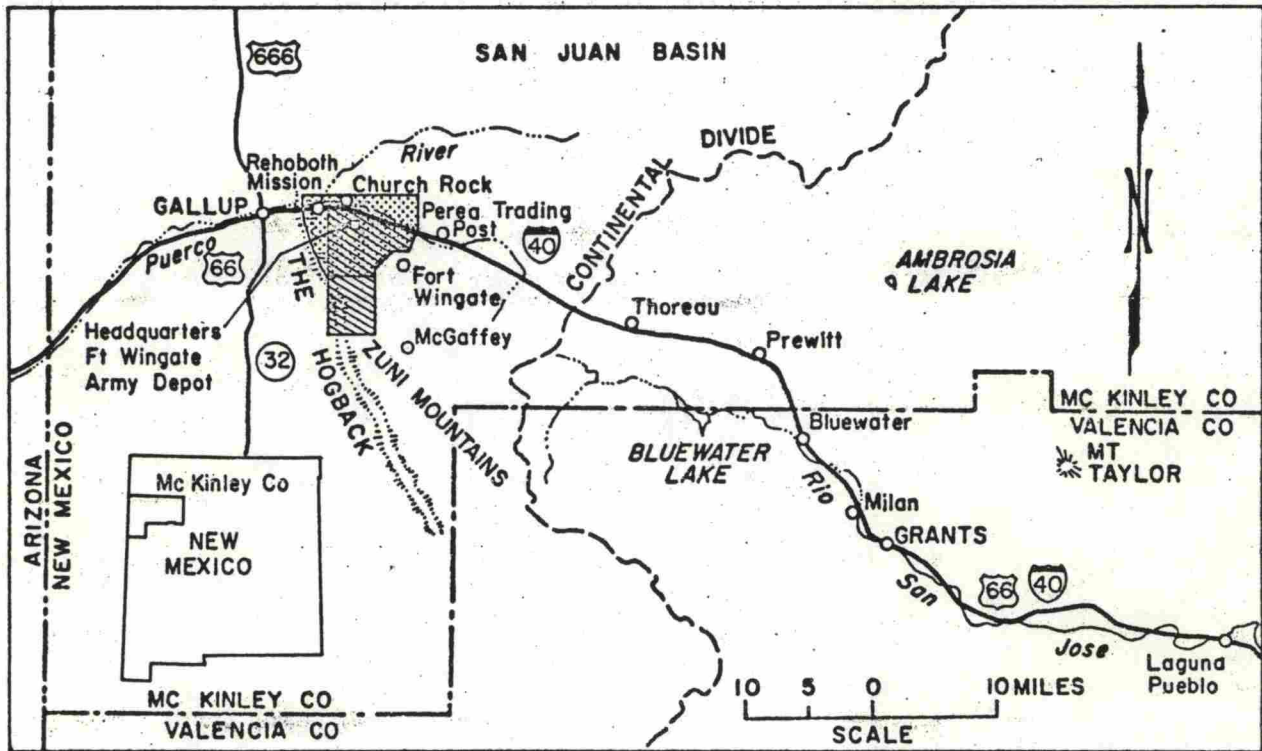 666
SAN JUAN BASIN
DIVIDE
CONTINENTAL
River
Rehoboth
Mission
Church Rock
GALLUP
Perea Trading
Post
40
Puerco
66
THE
HOGBACK
Fort
Wingate
AMBROSIA
LAKE
Thoreau
Headquarters
Ft Wingate
Army Depot
32
McGaffey
Prewitt
ZUNI MOUNTAINS
N
MC KINLEY CO
VALENCIA CO
Bluewater
BLUEWATER
LAKE
MT
TAYLOR
ARIZONA
NEW MEXICO
Mc Kinley Co
NEW
MEXICO
Rio
Milan
GRANTS
San
66
40
Jose
Laguna
Pueblo
MC KINLEY CO
VALENCIA CO
10 5 0 10 MILES
SCALE